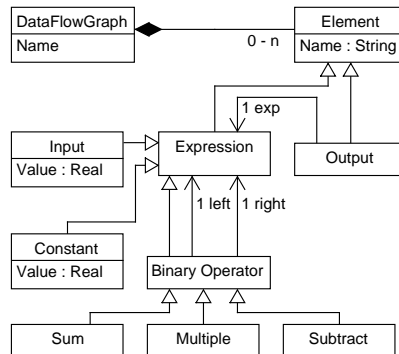 DataFlowGraph
Element
Name
Name : String
0 - n
1 exp
Input
Expression
Output
Value : Real
1 left
1 right
Constant
Value : Real
Binary Operator
Sum
Multiple
Subtract